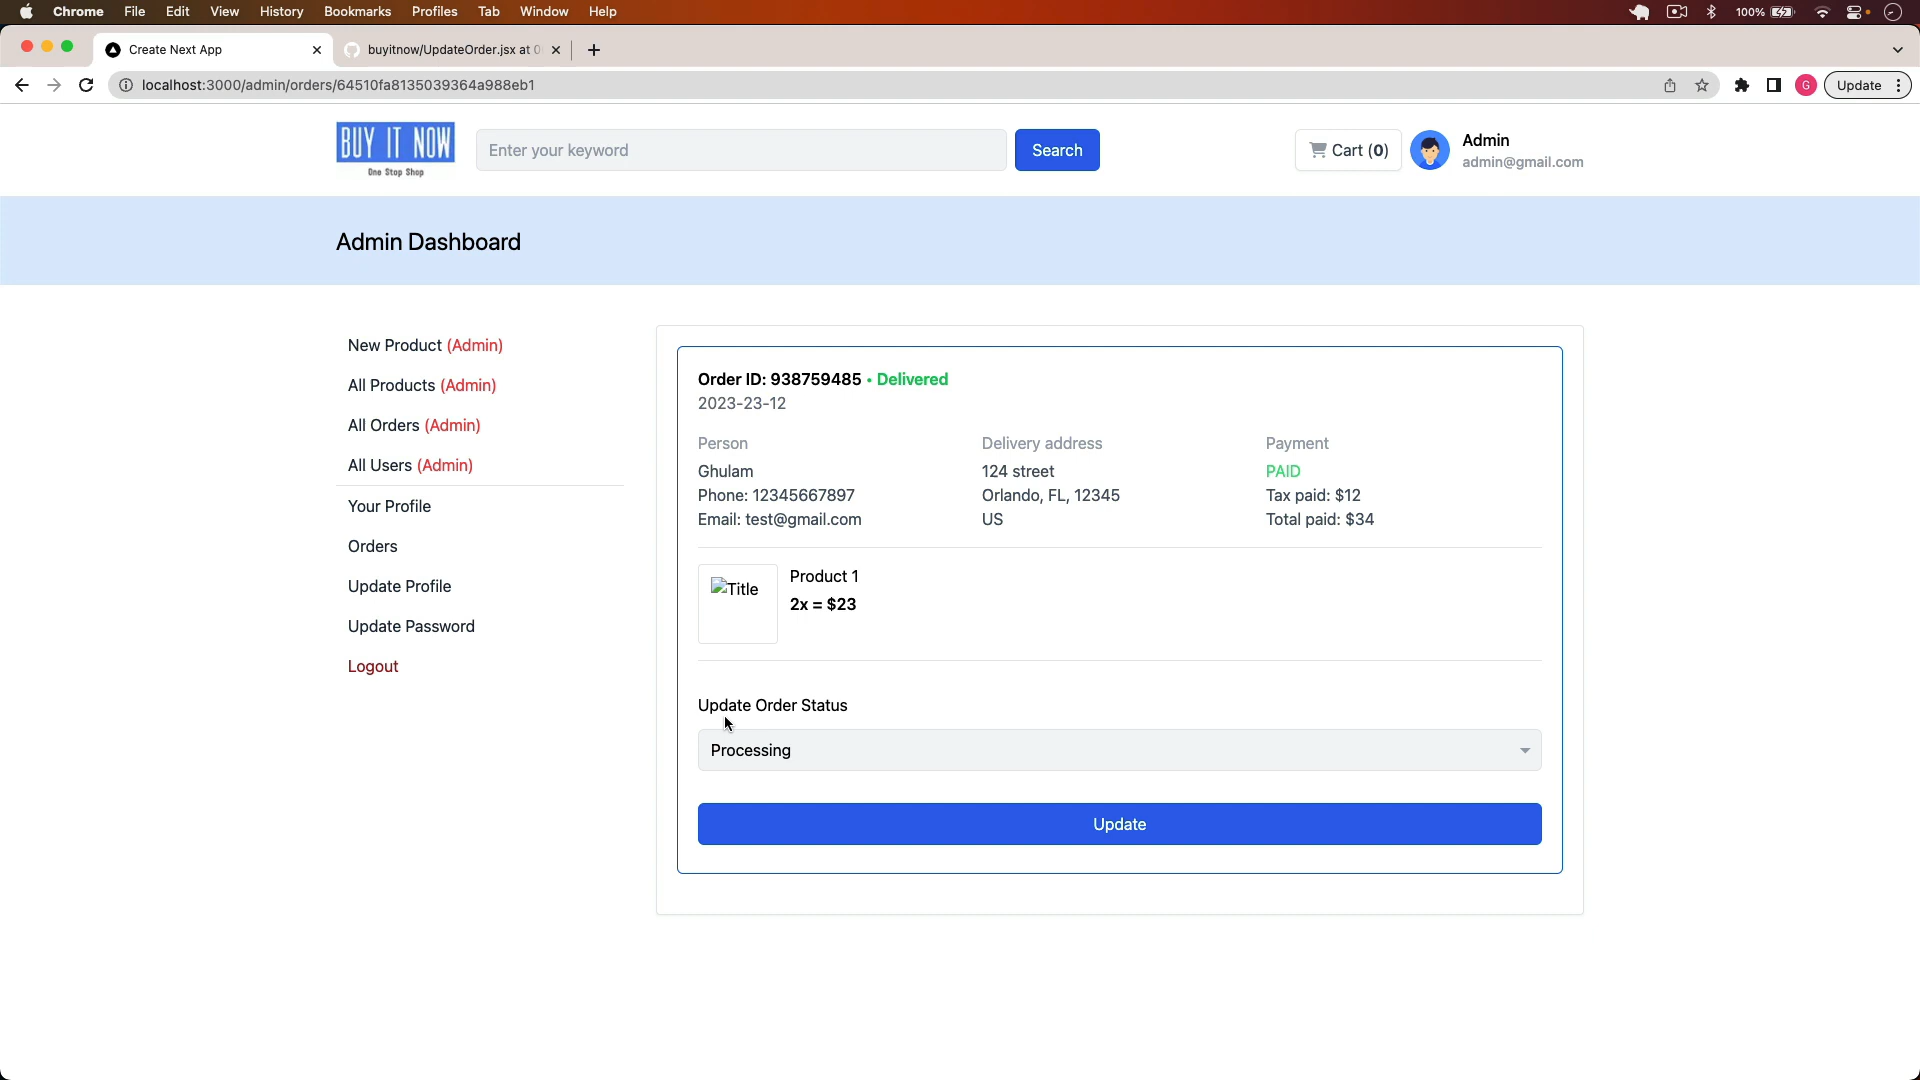 Chrome File Edit View History Bookmarks Profiles Tab Window Help 100%
Create Next App buyitnow/UpdateOrder.jsx at 0
localhost:3000/admin/orders/64510fa8135039364a988eb1 G Update
BUY IT NOW
One Stop Shop
Enter your keyword
Search
Cart (0)
Admin
admin@gmail.com
Admin Dashboard
New Product (Admin)
All Products (Admin)
All Orders (Admin)
All Users (Admin)
Your Profile
Orders
Update Profile
Update Password
Logout
Order ID: 938759485 • Delivered
2023-23-12
Person
Ghulam
Phone: 12345667897
Email: test@gmail.com
Delivery address
124 street
Orlando, FL, 12345
US
Payment
PAID
Tax paid: $12
Total paid: $34
Title
Product 1
2x = $23
Update Order Status
Processing
Update